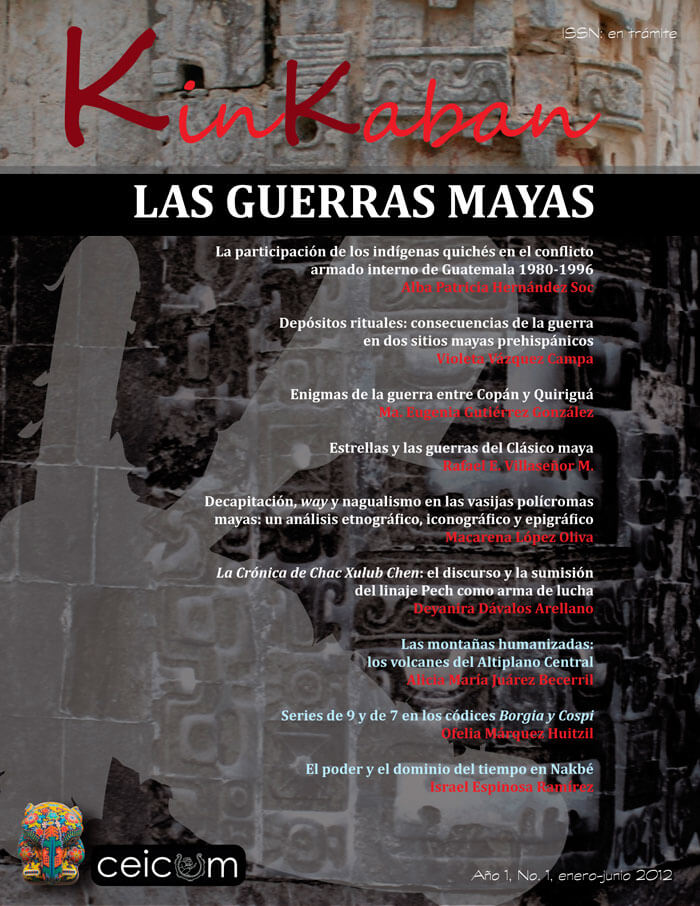 ISSN: en trámite
KinKaban
LAS GUERRAS MAYAS
La participación de los indígenas quichés en el conflicto
armado interno de Guatemala 1980-1996
Alba Patricia Hernández Soc
Depósitos rituales: consecuencias de la guerra
en dos sitios mayas prehispánicos
Violeta Vázquez Campa
Enigmas de la guerra entre Copán y Quiriguá
Ma. Eugenia Gutiérrez González
Estrellas y las guerras del Clásico maya
Rafael E. Villaseñor M.
Decapitación, way y nagualismo en las vasijas polícromas
mayas: un análisis etnográfico, iconográfico y epigráfico
Macarena López Oliva
La Crónica de Chac Xulub Chen: el discurso y la sumisión
del linaje Pech como arma de lucha
Deyanira Dávalos Arellano
Las montañas humanizadas:
los volcanes del Altiplano Central
Alicia María Juárez Becerril
Series de 9 y de 7 en los códices Borgia y Cospi
Ofelia Márquez Huitzil
El poder y el dominio del tiempo en Nakbé
Israel Espinosa Ramírez
ceicum
Año 1, No. 1, enero-junio 2012